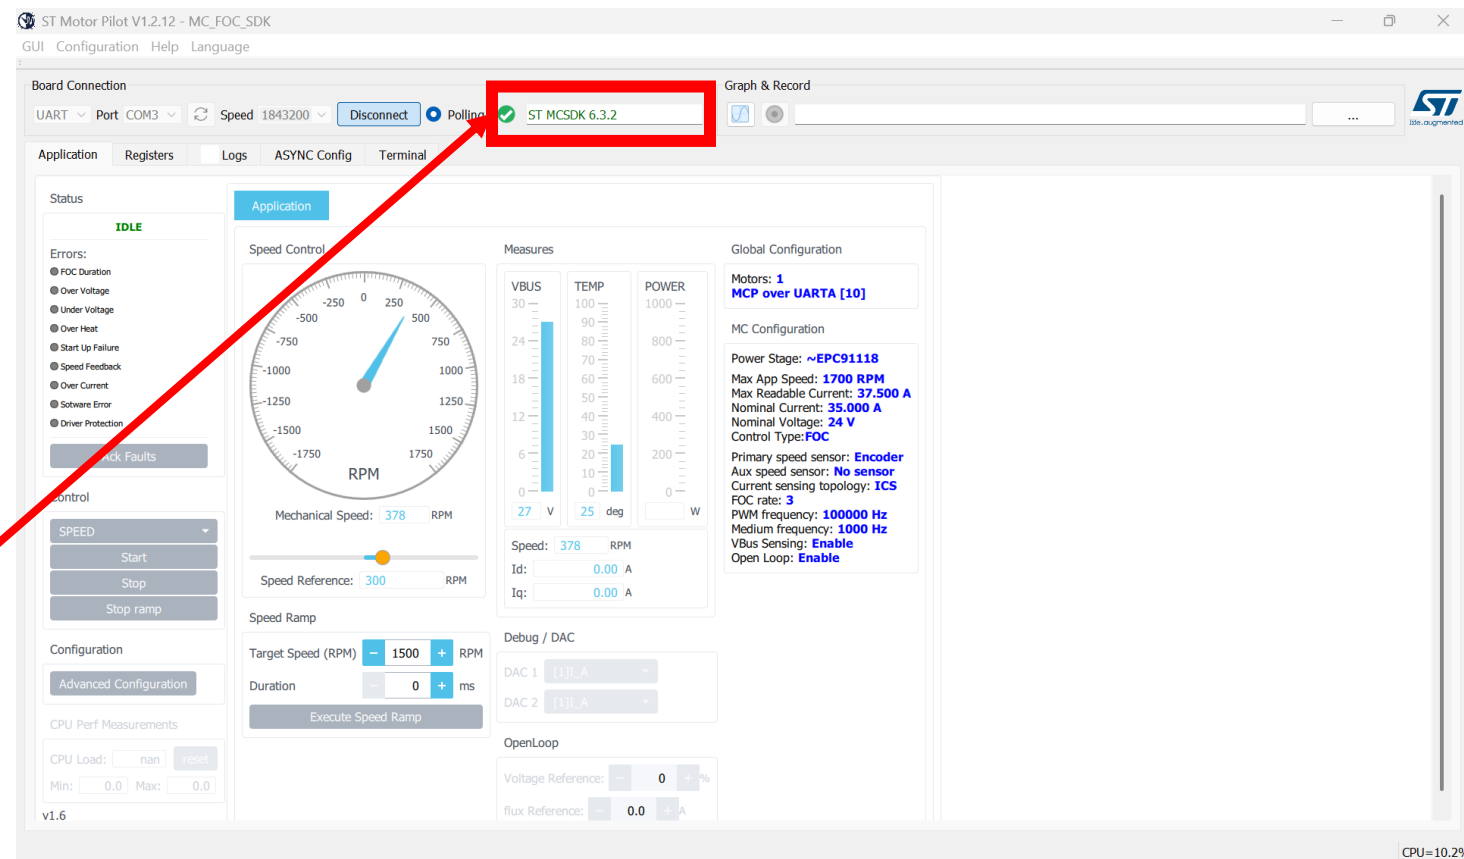 ST Motor Pilot V1.2.12 - MC_FOC_SDK
GUI Configuration Help Language
Board Connection
Graph & Record
UART Port COM3 Speed 1843200 Disconnect Polling ST MCSDK 6.3.2 ...
life.augmented
Application Registers Logs ASYNC Config Terminal
Status
IDLE
Errors:
FOC Duration
Over Voltage
Under Voltage
Over Heat
Start Up Failure
Speed Feedback
Over Current
Sotware Error
Driver Protection
Ack Faults
Control
SPEED
Start
Stop
Stop ramp
Configuration
Advanced Configuration
CPU Perf Measurements
CPU Load: nan reset
Min: 0.0 Max: 0.0
v1.6
Application
Speed Control
-250 0 250
-500 500
-750 750
-1000 1000
-1250 1250
-1500 1500
-1750 1750
RPM
Mechanical Speed: 378 RPM
Speed Reference: 300 RPM
Speed Ramp
Target Speed (RPM) − 1500 + RPM
Duration − 0 + ms
Execute Speed Ramp
Measures
VBUS TEMP POWER
30 100 1000
90
24 80 800
70
18 60 600
50
12 40 400
30
6 20 200
10
0 0 0
27 V 25 deg W
Speed: 378 RPM
Id: 0.00 A
Iq: 0.00 A
Debug / DAC
DAC 1 [1]I_A
DAC 2 [1]I_A
OpenLoop
Voltage Reference: − 0 + %
flux Reference: − 0.0 + A
Global Configuration
Motors: 1
MCP over UARTA [10]
MC Configuration
Power Stage: ~EPC91118
Max App Speed: 1700 RPM
Max Readable Current: 37.500 A
Nominal Current: 35.000 A
Nominal Voltage: 24 V
Control Type:FOC
Primary speed sensor: Encoder
Aux speed sensor: No sensor
Current sensing topology: ICS
FOC rate: 3
PWM frequency: 100000 Hz
Medium frequency: 1000 Hz
VBus Sensing: Enable
Open Loop: Enable
CPU=10.2%